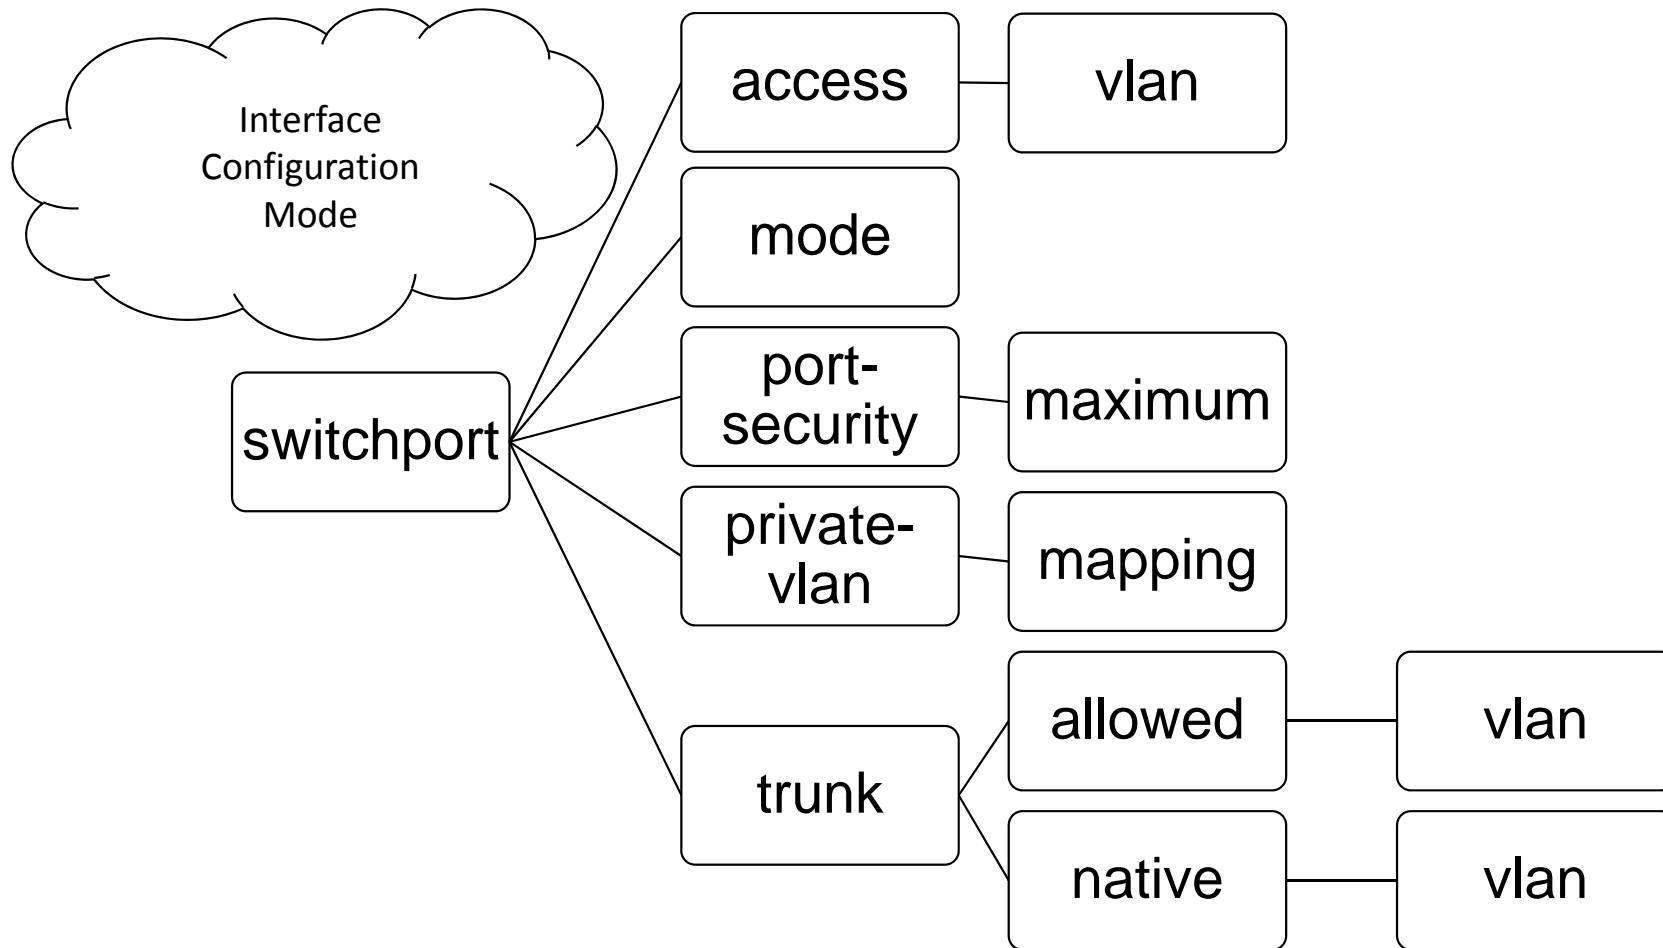 Interface
Configuration
Mode
switchport
access
vlan
mode
port-
security
maximum
private-
vlan
mapping
trunk
allowed
vlan
native
vlan